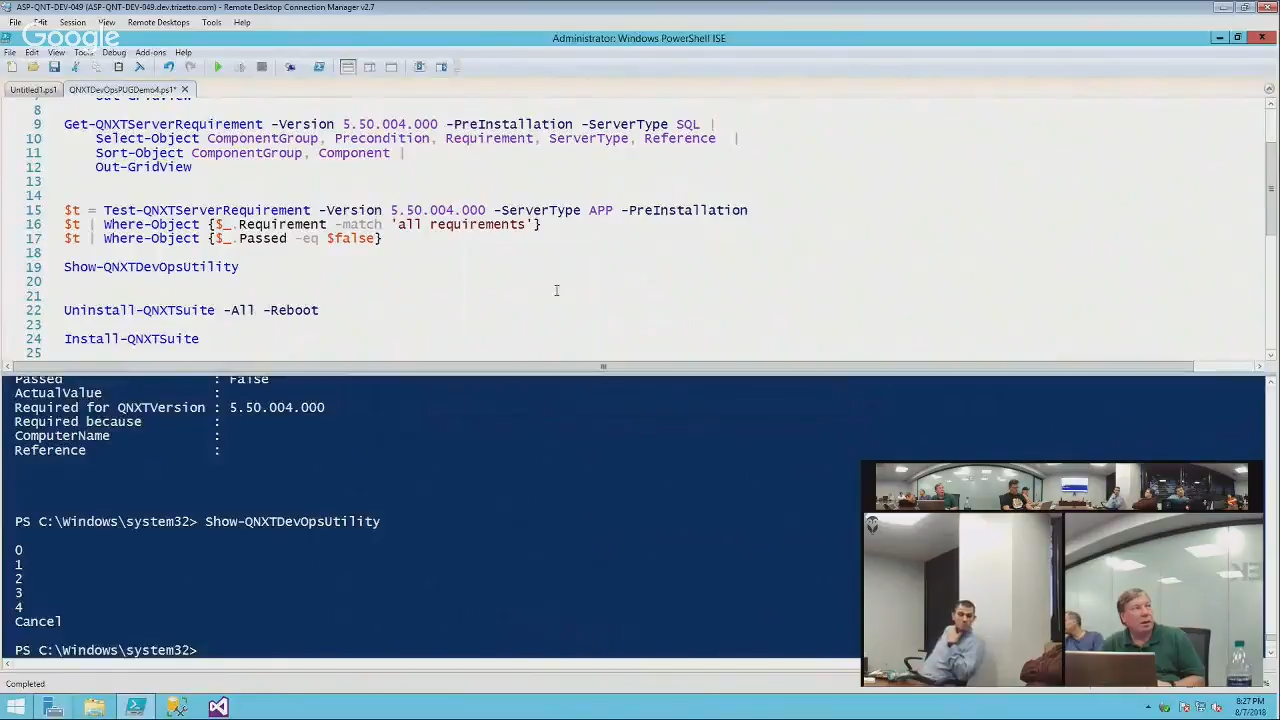 ASP-QNT-DEV-049 (ASP-QNT-DEV-049.dev.trizetto.com) - Remote Desktop Connection Manager v2.7
File Edit Session View Remote Desktops Tools Help
Google
Administrator: Windows PowerShell ISE
File Edit View Tools Debug Add-ons Help
Untitled1.ps1 QNXTDevOpsPUGDemo4.ps1*
Out-GridView
8
9 Get-QNXTServerRequirement -Version 5.50.004.000 -PreInstallation -ServerType SQL |
10 Select-Object ComponentGroup, Precondition, Requirement, ServerType, Reference |
11 Sort-Object ComponentGroup, Component |
12 Out-GridView
13
14
15 $t = Test-QNXTServerRequirement -Version 5.50.004.000 -ServerType APP -PreInstallation
16 $t | Where-Object {$_.Requirement -match 'all requirements'}
17 $t | Where-Object {$_.Passed -eq $false}
18
19 Show-QNXTDevOpsUtility
20
21
22 Uninstall-QNXTSuite -All -Reboot
23
24 Install-QNXTSuite
25
Passed : False
ActualValue :
Required for QNXTVersion : 5.50.004.000
Required because :
ComputerName :
Reference :
PS C:\Windows\system32> Show-QNXTDevOpsUtility
0
1
2
3
4
Cancel
PS C:\Windows\system32>
Completed
8:27 PM
8/7/2018